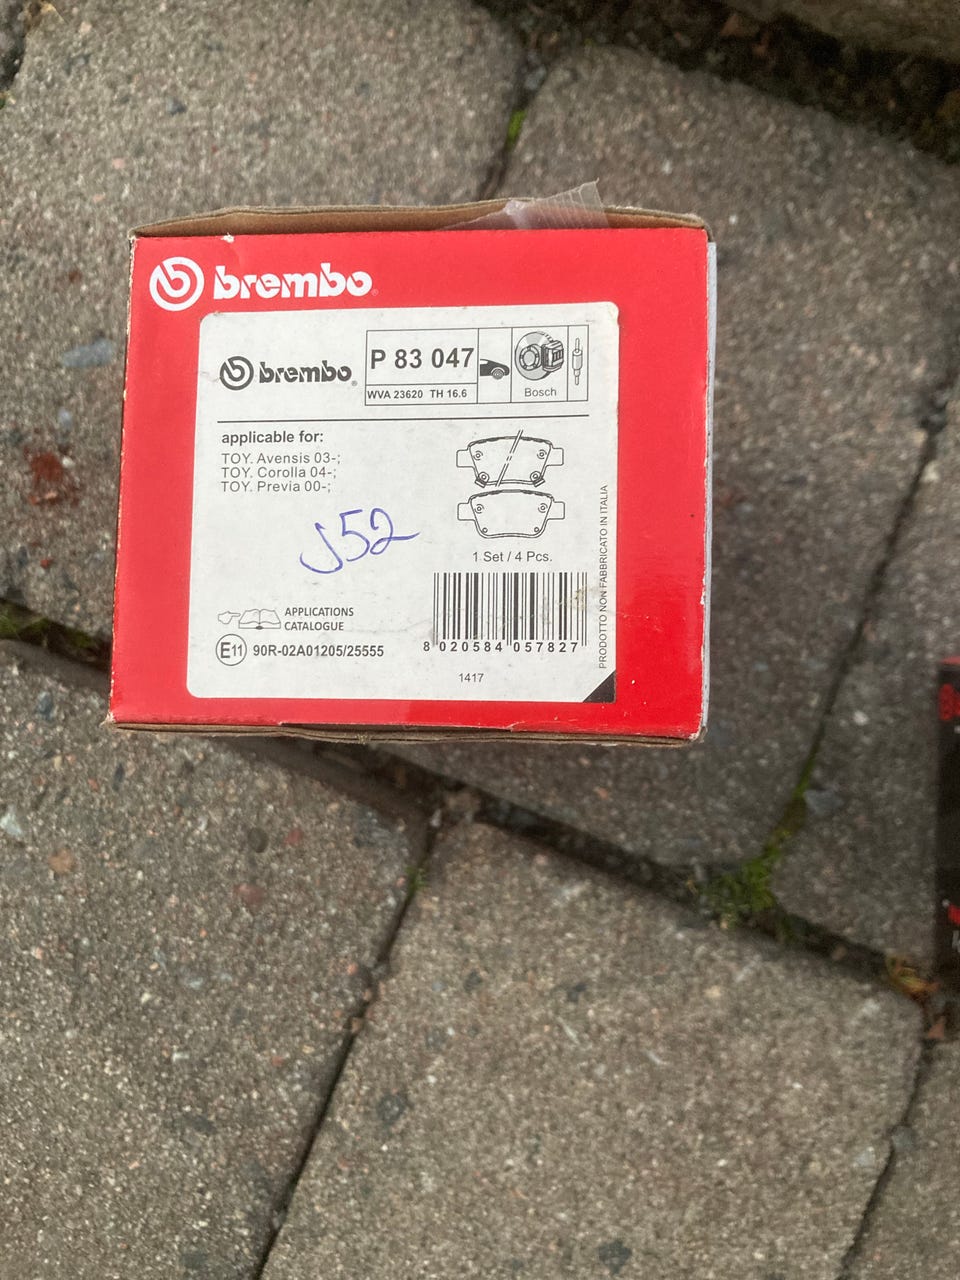 brembo
brembo
P 83 047
WVA 23620 TH 16.6
Bosch
applicable for:
TOY. Avensis 03-;
TOY. Corolla 04-;
TOY. Previa 00-;
J52
1 Set / 4 Pcs.
PRODOTTO NON FABBRICATO IN ITALIA
APPLICATIONS
CATALOGUE
E11 90R-02A01205/25555
8 020584 057827
1417